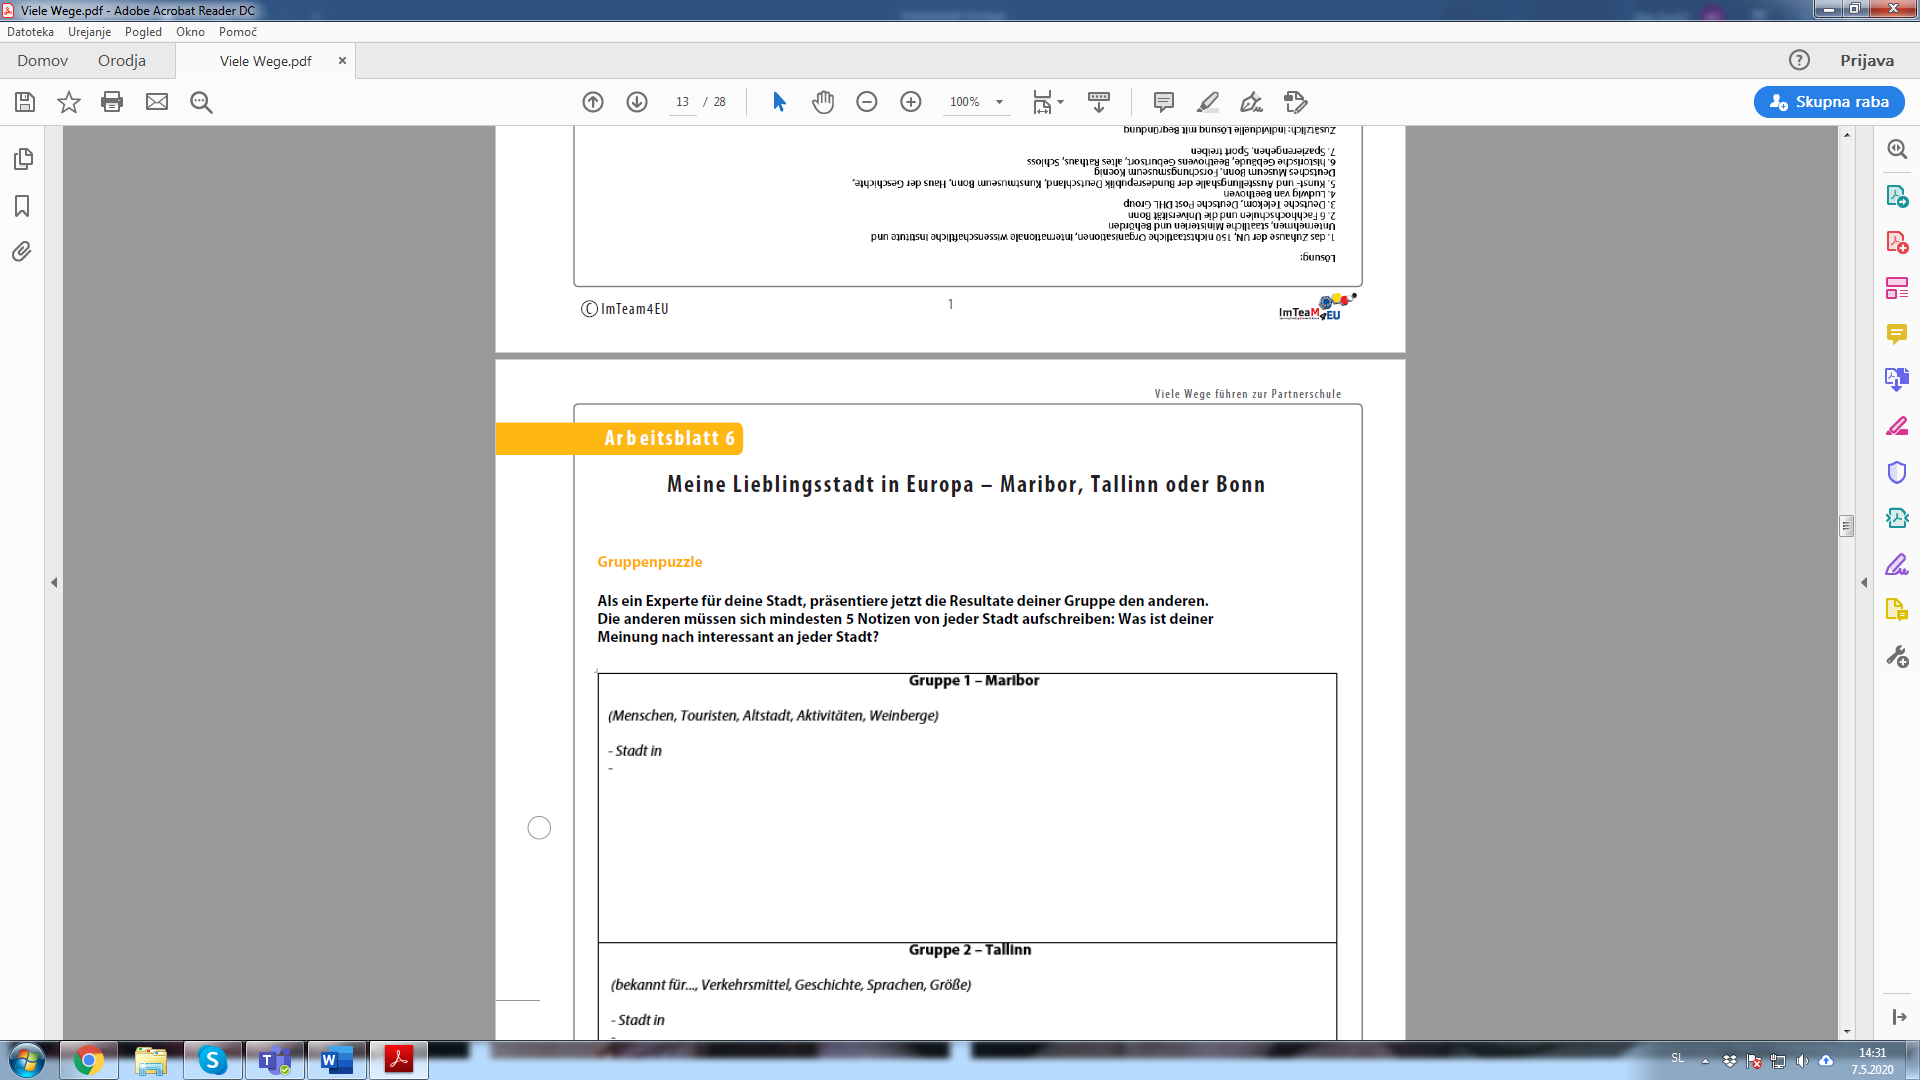 Viele Wege.pdf - Adobe Acrobat Reader DC
Datoteka Urejanje Pogled Okno Pomoč
Domov Orodja Viele Wege.pdf Prijava
13 / 28 100% Skupna raba
Zusätzlich: individuelle Lösung mit Begründung
7. Spazierengehen, Sport treiben
6. historische Gebäude, Beethovens Geburtsort, altes Rathaus, Schloss
Deutsches Museum Bonn, Forschungsmuseum Koenig
5. Kunst- und Ausstellungshalle der Bundesrepublik Deutschland, Kunstmuseum Bonn, Haus der Geschichte,
4. Ludwig van Beethoven
3. Deutsche Telekom, Deutsche Post DHL Group
2. 6 Fachhochschulen und die Universität Bonn
Unternehmen, staatliche Ministerien und Behörden
1. das Zuhause der UN, 150 nichtstaatliche Organisationen, internationale wissenschaftliche Institute und
Lösung:
© ImTeam4EU
1
ImTeaM4EU
Viele Wege führen zur Partnerschule
Arbeitsblatt 6
Meine Lieblingsstadt in Europa – Maribor, Tallinn oder Bonn
Gruppenpuzzle
Als ein Experte für deine Stadt, präsentiere jetzt die Resultate deiner Gruppe den anderen.
Die anderen müssen sich mindesten 5 Notizen von jeder Stadt aufschreiben: Was ist deiner
Meinung nach interessant an jeder Stadt?
Gruppe 1 – Maribor
(Menschen, Touristen, Altstadt, Aktivitäten, Weinberge)
- Stadt in
-
Gruppe 2 – Tallinn
(bekannt für..., Verkehrsmittel, Geschichte, Sprachen, Größe)
- Stadt in
-
SL
14:31
7.5.2020